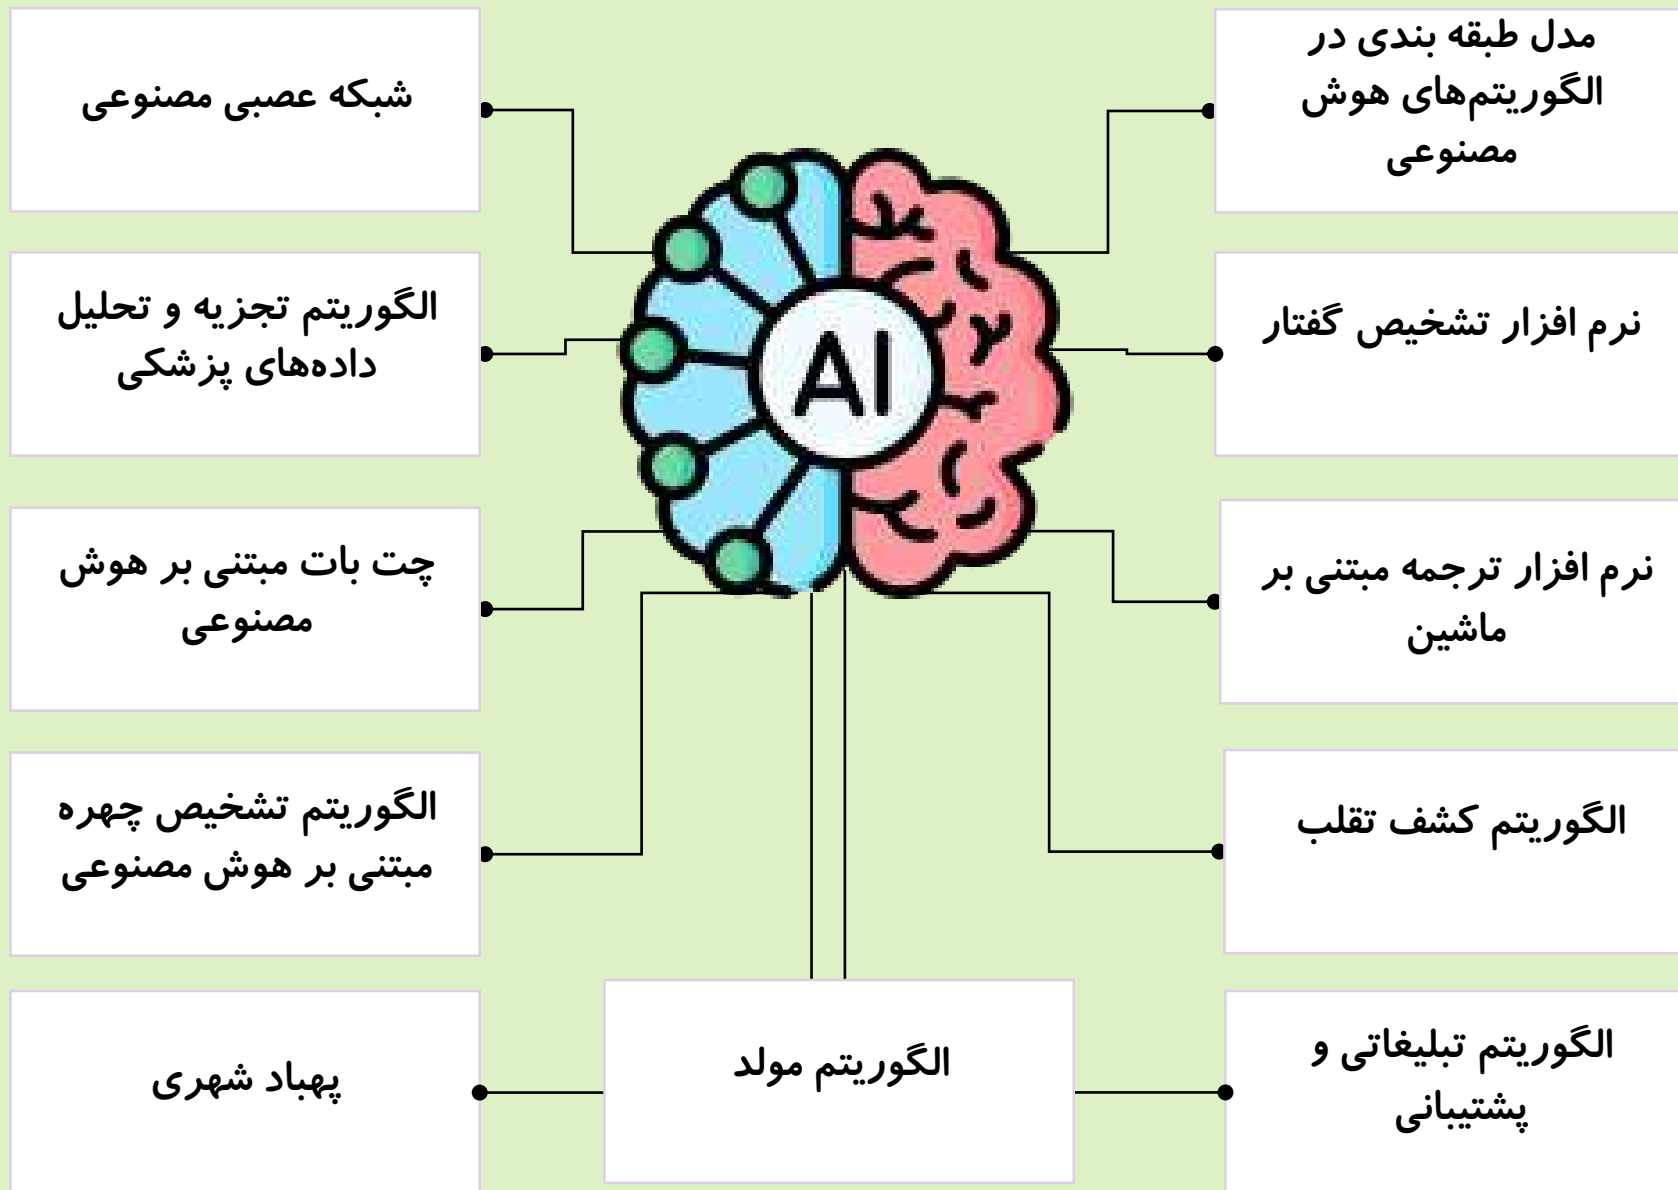 مدل طبقه بندی در
الگوریتم‌های هوش
مصنوعی
شبکه عصبی مصنوعی
نرم افزار تشخیص گفتار
الگوریتم تجزیه و تحلیل
داده‌های پزشکی
AI
نرم افزار ترجمه مبتنی بر
ماشین
چت بات مبتنی بر هوش
مصنوعی
الگوریتم کشف تقلب
الگوریتم تشخیص چهره
مبتنی بر هوش مصنوعی
الگوریتم تبلیغاتی و
پشتیبانی
الگوریتم مولد
پهباد شهری